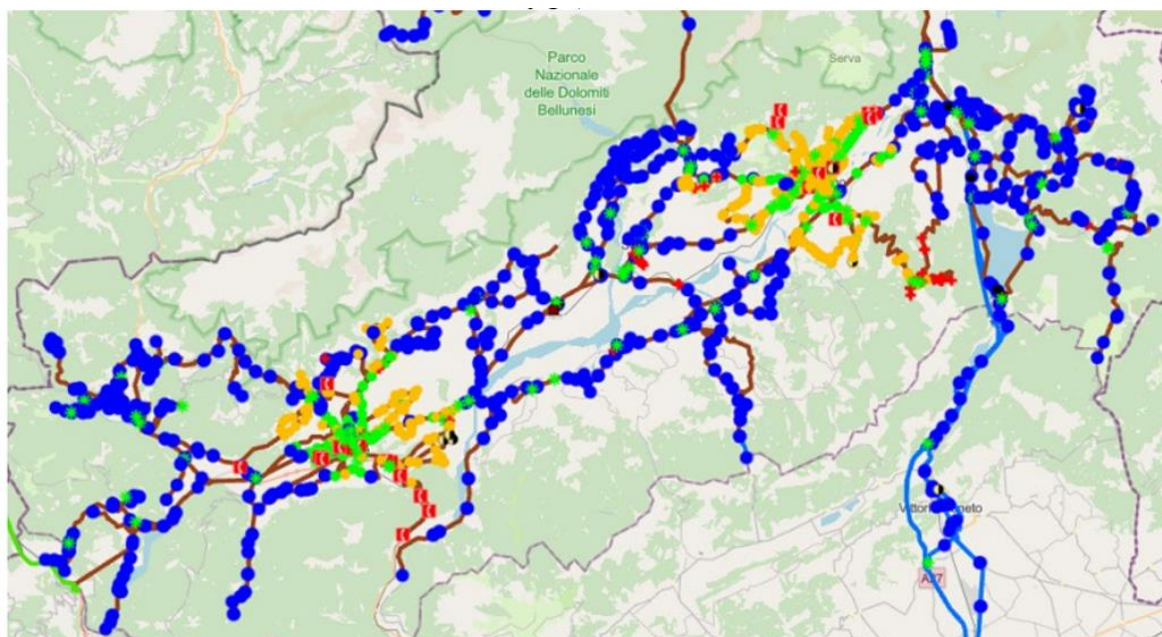 Parco
Nazionale
delle Dolomiti
Bellunesi
Serva
A27